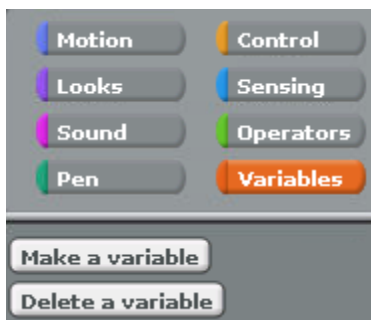 Motion Control
Looks Sensing
Sound Operators
Pen Variables
Make a variable
Delete a variable